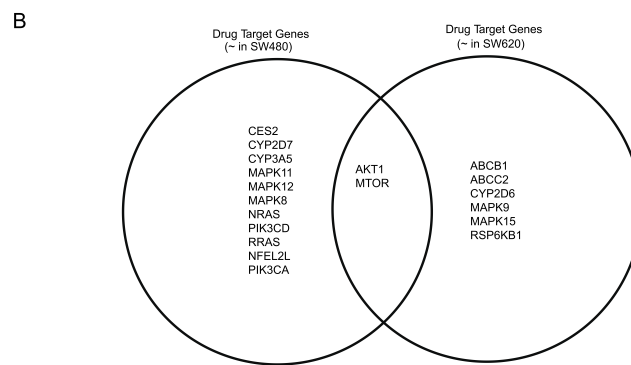 B
Drug Target Genes
(~ in SW480)
Drug Target Genes
(~ in SW620)
CES2
CYP2D7
CYP3A5
MAPK11
MAPK12
MAPK8
NRAS
PIK3CD
RRAS
NFEL2L
PIK3CA
AKT1
MTOR
ABCB1
ABCC2
CYP2D6
MAPK9
MAPK15
RSP6KB1